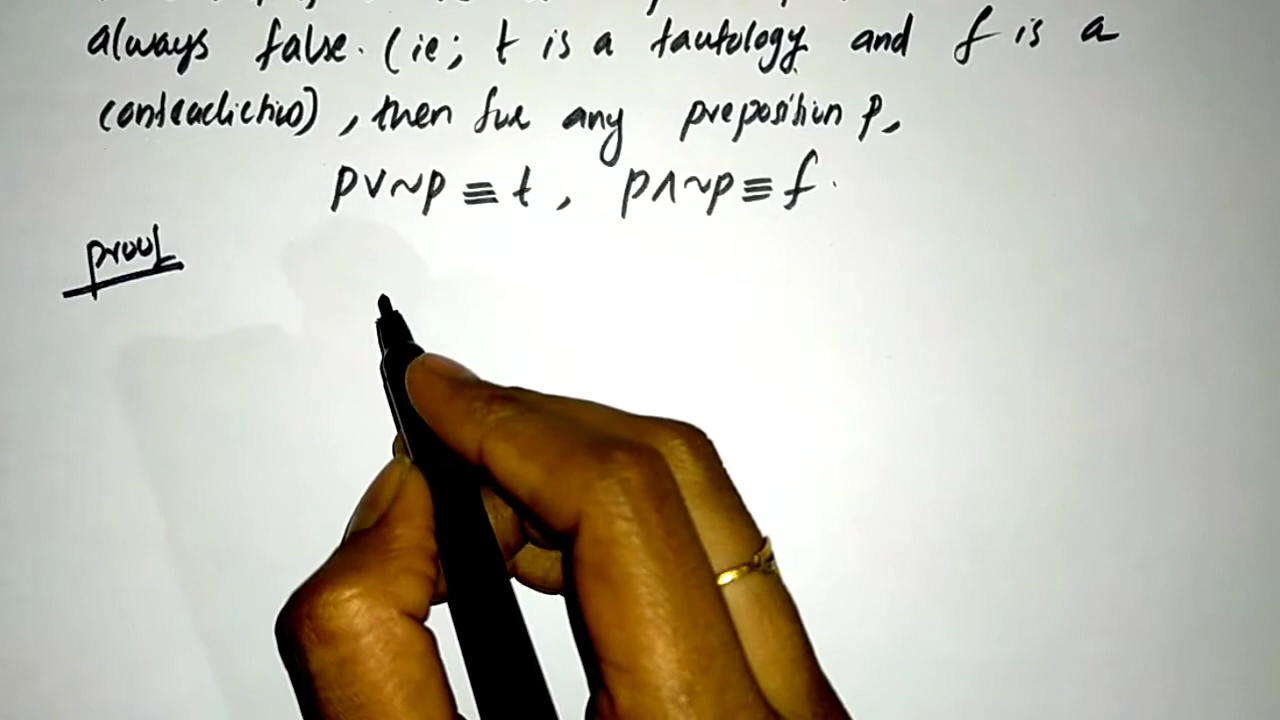 always false. (ie; t is a tautology and f is a
contradiction), then for any preposition p,
p∨~p ≡ t, p∧~p ≡ f.
proof